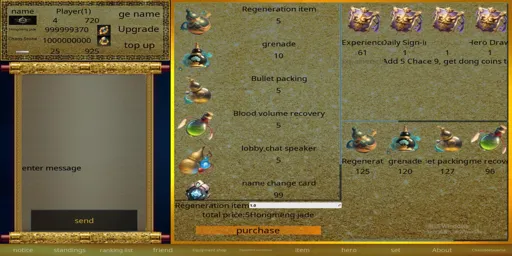 name
Player(1)
ge name
4
720
Upgrade
999999370
1000000000
top up
25
925
enter message
send
Regeneration item
5
grenade
10
Bullet packing
5
Blood volume recovery
5
lobby,chat speaker
5
name change card
99
Regeneration item
total price:5Hongmeng jade
purchase
Experienc Daily Sign-i Hero Draw
61 1 1 1
Add 5 Chace 9, get dong coins t
Regenerat grenade et packing me recov
125 120 127 96
notice standings ranking list friend item hero set About